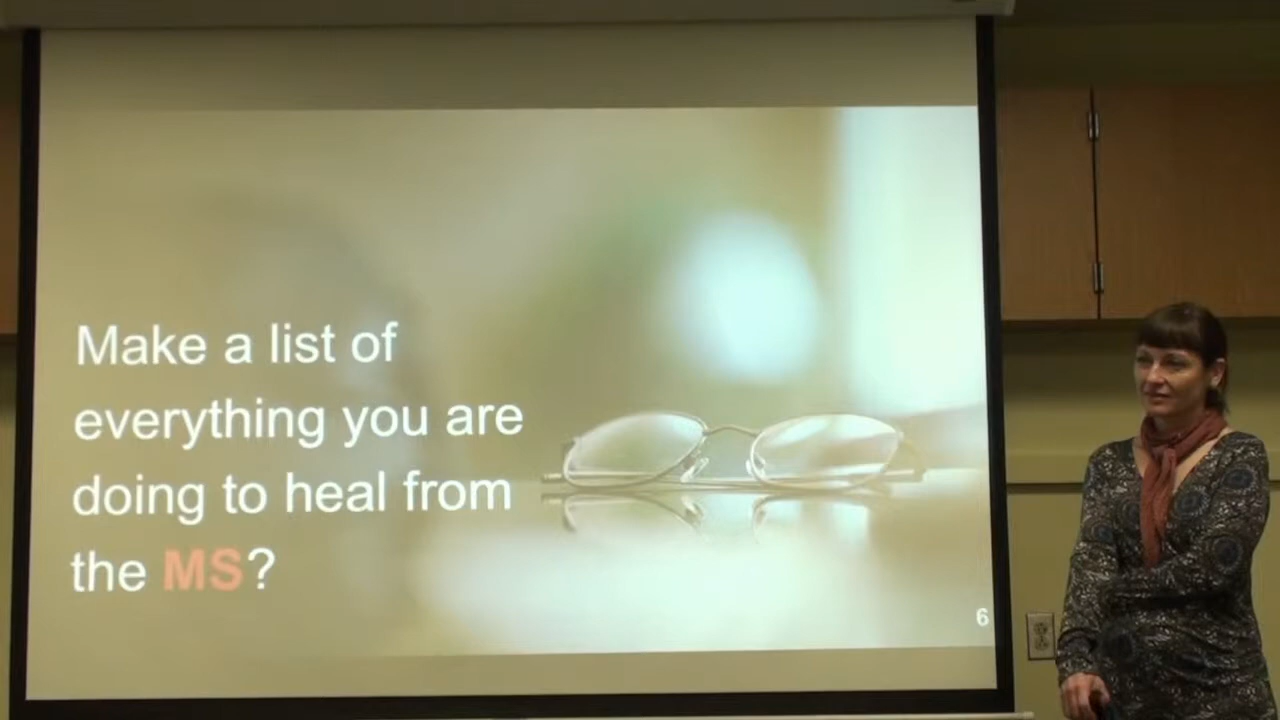 Make a list of
everything you are
doing to heal from
the MS?
6